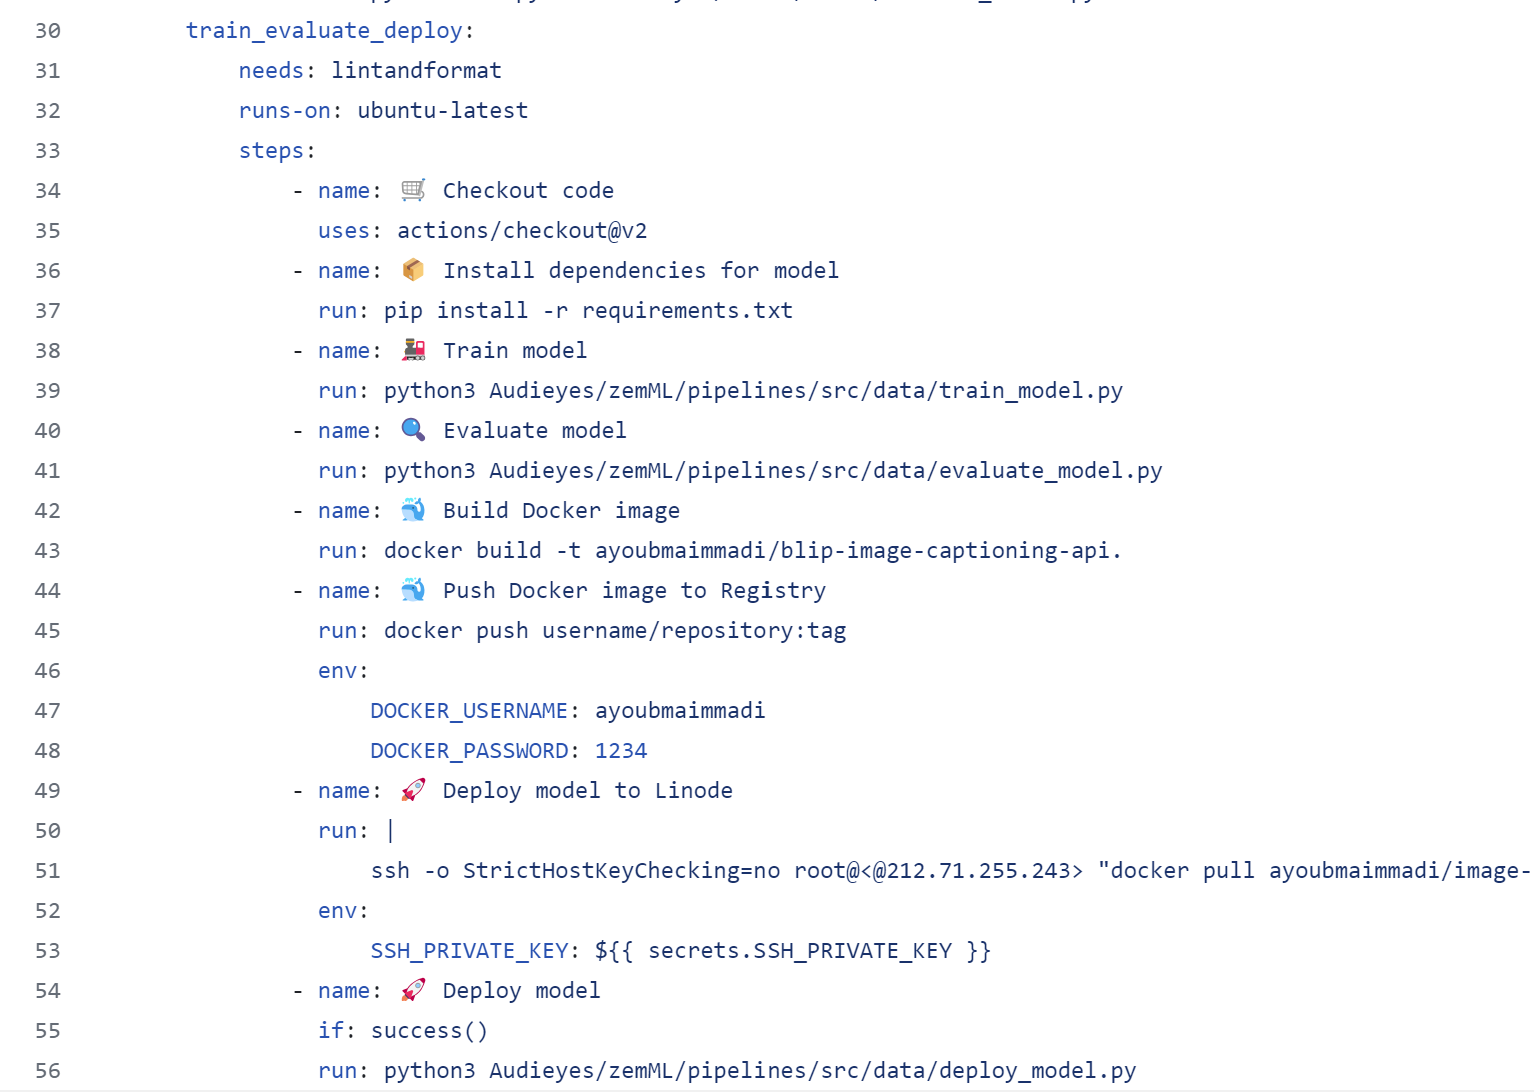 30 train_evaluate_deploy:
31 needs: lintandformat
32 runs-on: ubuntu-latest
33 steps:
34 - name: 🛒 Checkout code
35 uses: actions/checkout@v2
36 - name: 📦 Install dependencies for model
37 run: pip install -r requirements.txt
38 - name: 🚂 Train model
39 run: python3 Audieyes/zemML/pipelines/src/data/train_model.py
40 - name: 🔍 Evaluate model
41 run: python3 Audieyes/zemML/pipelines/src/data/evaluate_model.py
42 - name: 🐳 Build Docker image
43 run: docker build -t ayoubmaimmadi/blip-image-captioning-api.
44 - name: 🐳 Push Docker image to Registry
45 run: docker push username/repository:tag
46 env:
47 DOCKER_USERNAME: ayoubmaimmadi
48 DOCKER_PASSWORD: 1234
49 - name: 🚀 Deploy model to Linode
50 run: |
51 ssh -o StrictHostKeyChecking=no root@<@212.71.255.243> "docker pull ayoubmaimmadi/image-
52 env:
53 SSH_PRIVATE_KEY: ${{ secrets.SSH_PRIVATE_KEY }}
54 - name: 🚀 Deploy model
55 if: success()
56 run: python3 Audieyes/zemML/pipelines/src/data/deploy_model.py